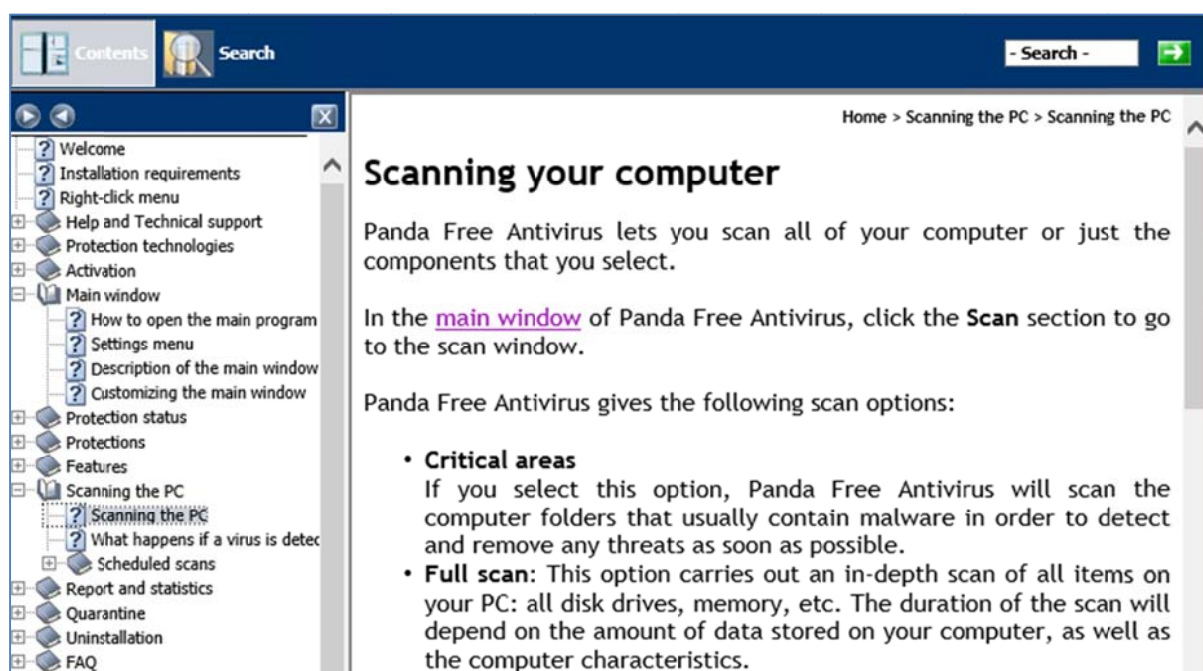 Contents
Search
- Search -
Welcome
Installation requirements
Right-click menu
Help and Technical support
Protection technologies
Activation
Main window
How to open the main program
Settings menu
Description of the main window
Customizing the main window
Protection status
Protections
Features
Scanning the PC
Scanning the PC
What happens if a virus is detec
Scheduled scans
Report and statistics
Quarantine
Uninstallation
FAQ
Home > Scanning the PC > Scanning the PC
Scanning your computer
Panda Free Antivirus lets you scan all of your computer or just the
components that you select.
In the main window of Panda Free Antivirus, click the Scan section to go
to the scan window.
Panda Free Antivirus gives the following scan options:
• Critical areas
If you select this option, Panda Free Antivirus will scan the
computer folders that usually contain malware in order to detect
and remove any threats as soon as possible.
• Full scan: This option carries out an in-depth scan of all items on
your PC: all disk drives, memory, etc. The duration of the scan will
depend on the amount of data stored on your computer, as well as
the computer characteristics.